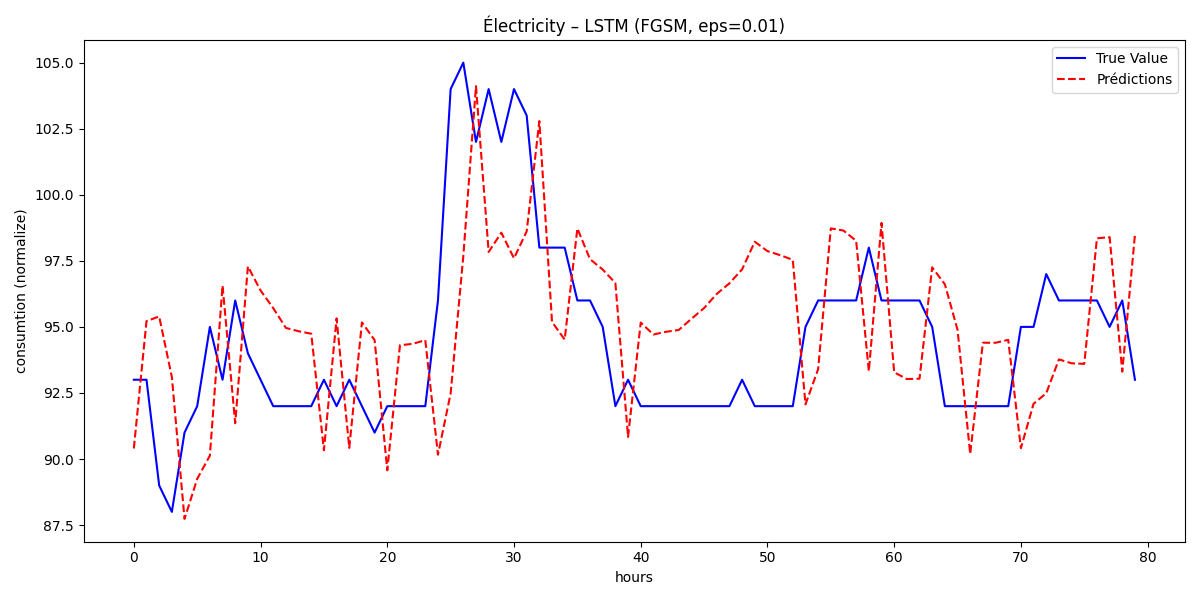 Électricity – LSTM (FGSM, eps=0.01)
True Value
Prédictions
consumtion (normalize)
105.0
102.5
100.0
97.5
95.0
92.5
90.0
87.5
0 10 20 30 40 50 60 70 80
hours